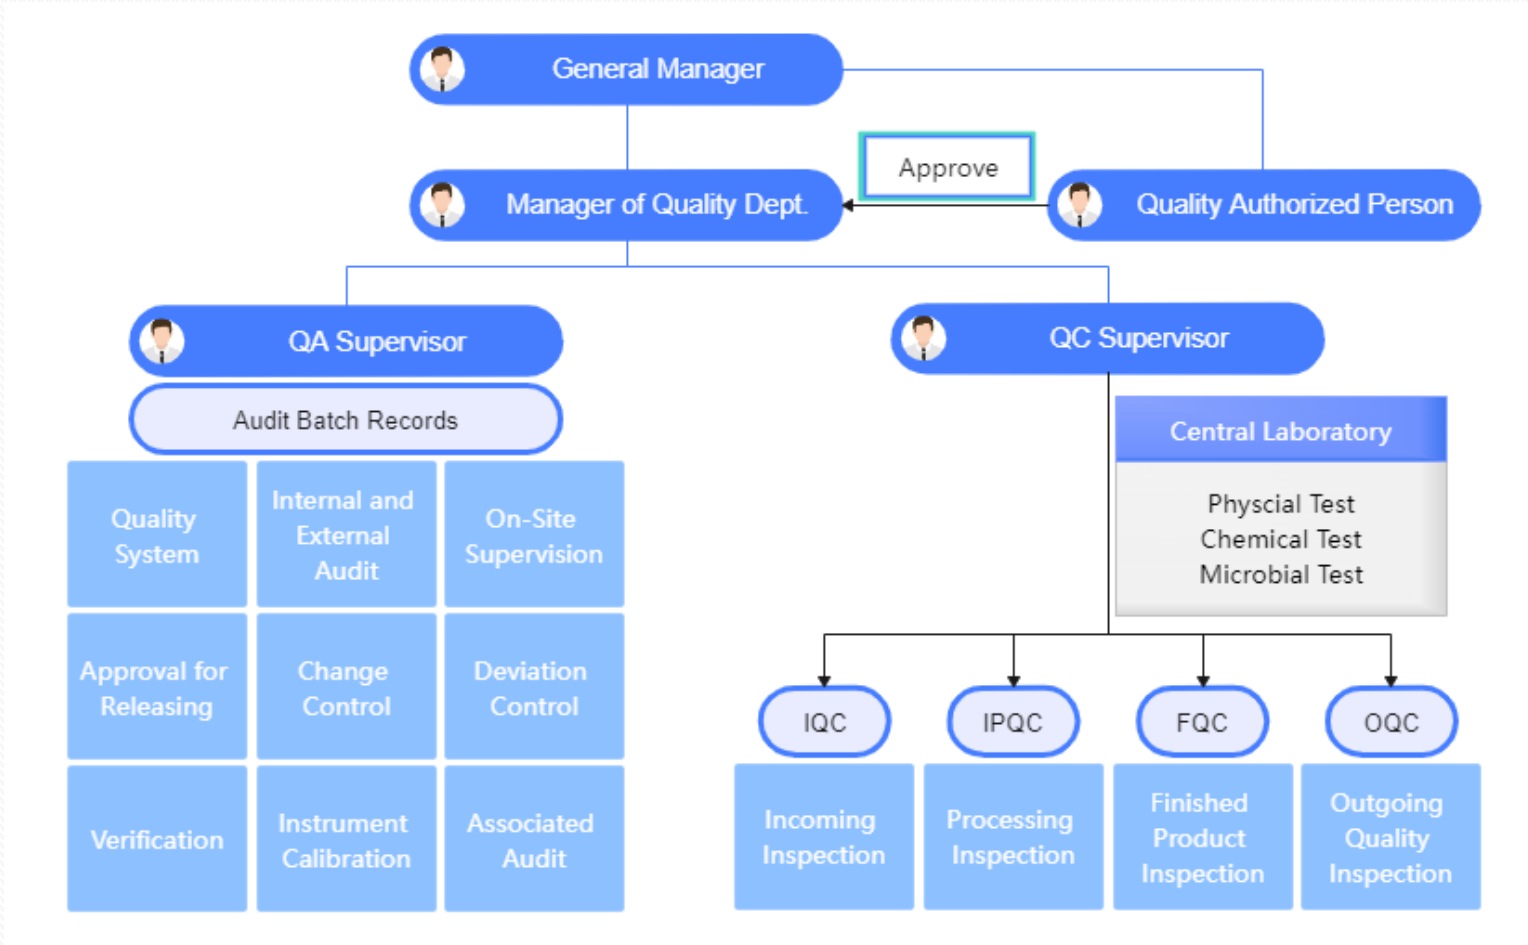 General Manager
Approve
Manager of Quality Dept.
Quality Authorized Person
QA Supervisor
QC Supervisor
Audit Batch Records
Central Laboratory
Physcial Test
Chemical Test
Microbial Test
Quality
System
Internal and
External
Audit
On-Site
Supervision
Approval for
Releasing
Change
Control
Deviation
Control
Verification
Instrument
Calibration
Associated
Audit
IQC
IPQC
FQC
OQC
Incoming
Inspection
Processing
Inspection
Finished
Product
Inspection
Outgoing
Quality
Inspection